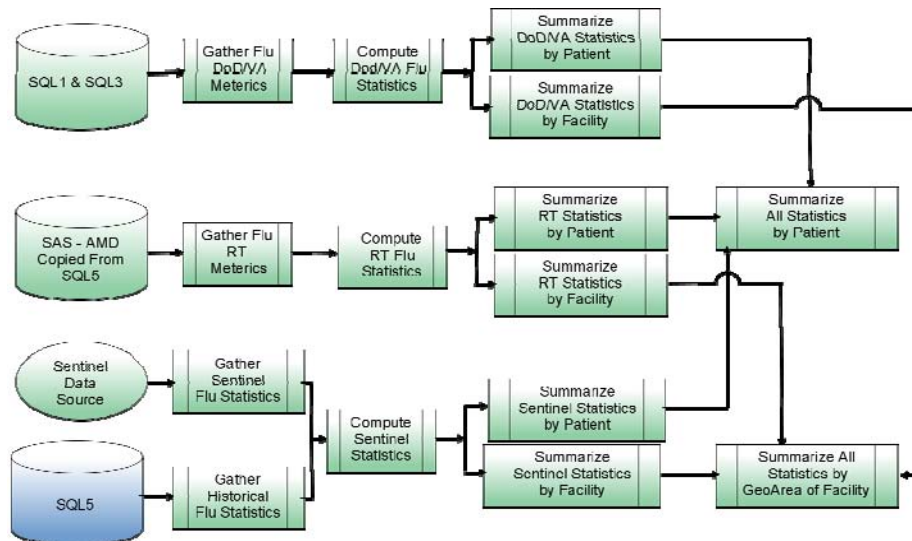 SQL1 & SQL3
Gather Flu
DoD/VA
Meterics
Compute
Dod/VA Flu
Statistics
Summarize
DoD/VA Statistics
by Patient
Summarize
DoD/VA Statistics
by Facility
SAS - AMD
Copied From
SQL5
Gather Flu
RT
Meterics
Compute
RT Flu
Statistics
Summarize
RT Statistics
by Patient
Summarize
RT Statistics
by Facility
Summarize
All Statistics
by Patient
Sentinel
Data
Source
Gather
Sentinel
Flu Statistics
SQL5
Gather
Historical
Flu Statistics
Compute
Sentinel
Statistics
Summarize
Sentinel Statistics
by Patient
Summarize
Sentinel Statistics
by Facility
Summarize All
Statistics by
GeoArea of Facility